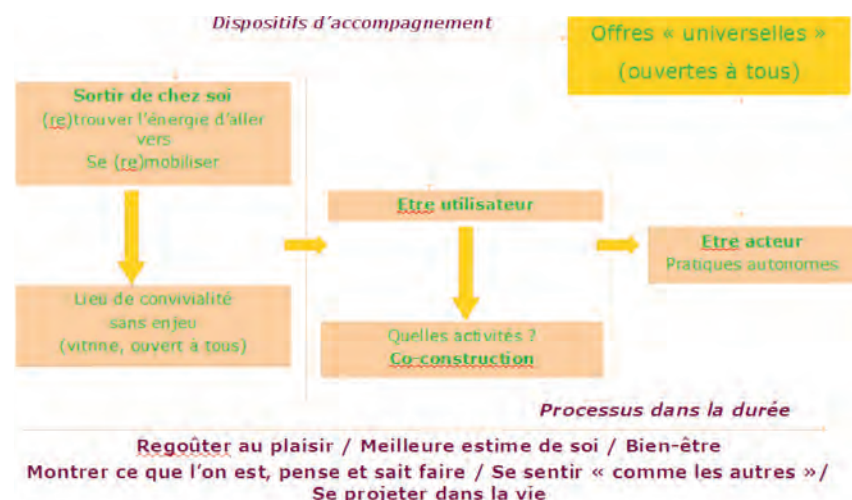 Dispositifs d'accompagnement
Offres « universelles »
(ouvertes à tous)
Sortir de chez soi
(re)trouver l'énergie d'aller
vers
Se (re)mobiliser
Lieu de convivialité
sans enjeu
(vitrine, ouvert à tous)
Etre utilisateur
Quelles activités ?
Co-construction
Etre acteur
Pratiques autonomes
Processus dans la durée
Regoûter au plaisir / Meilleure estime de soi / Bien-être
Montrer ce que l'on est, pense et sait faire / Se sentir « comme les autres »/
Se projeter dans la vie